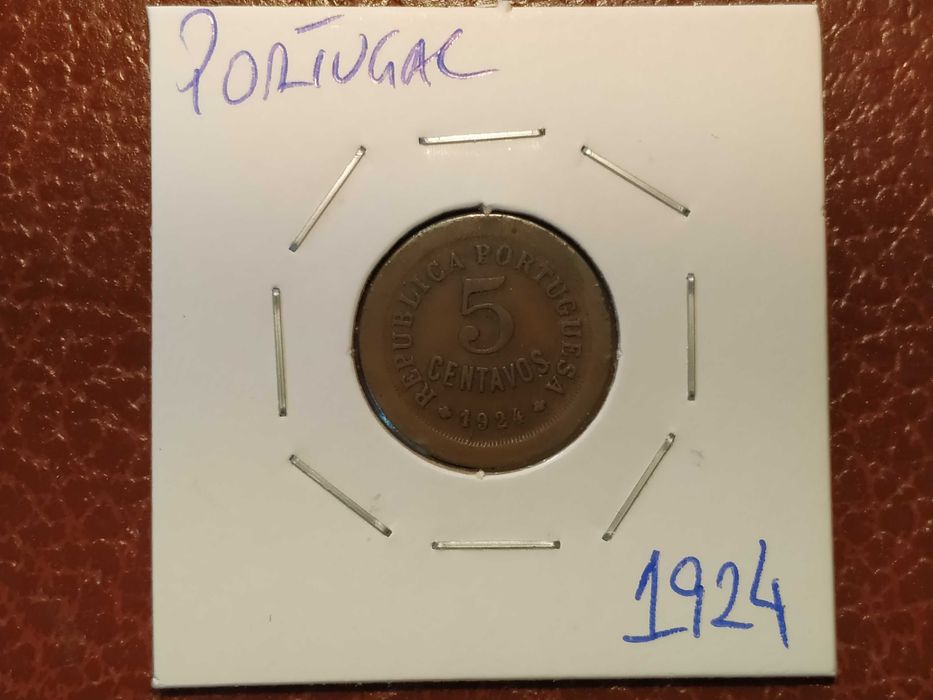 PORTUGAL
REPUBLICA PORTUGUESA
5
CENTAVOS
* 1924 *
1924